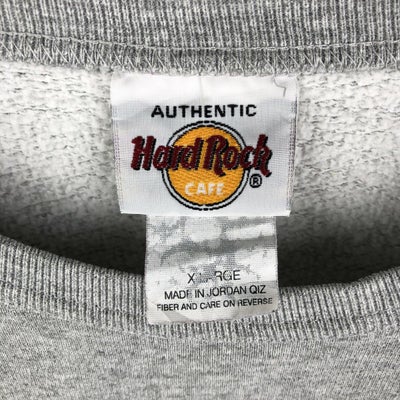 AUTHENTIC
Hard Rock
CAFE ®
X LARGE
MADE IN JORDAN QIZ
FIBER AND CARE ON REVERSE